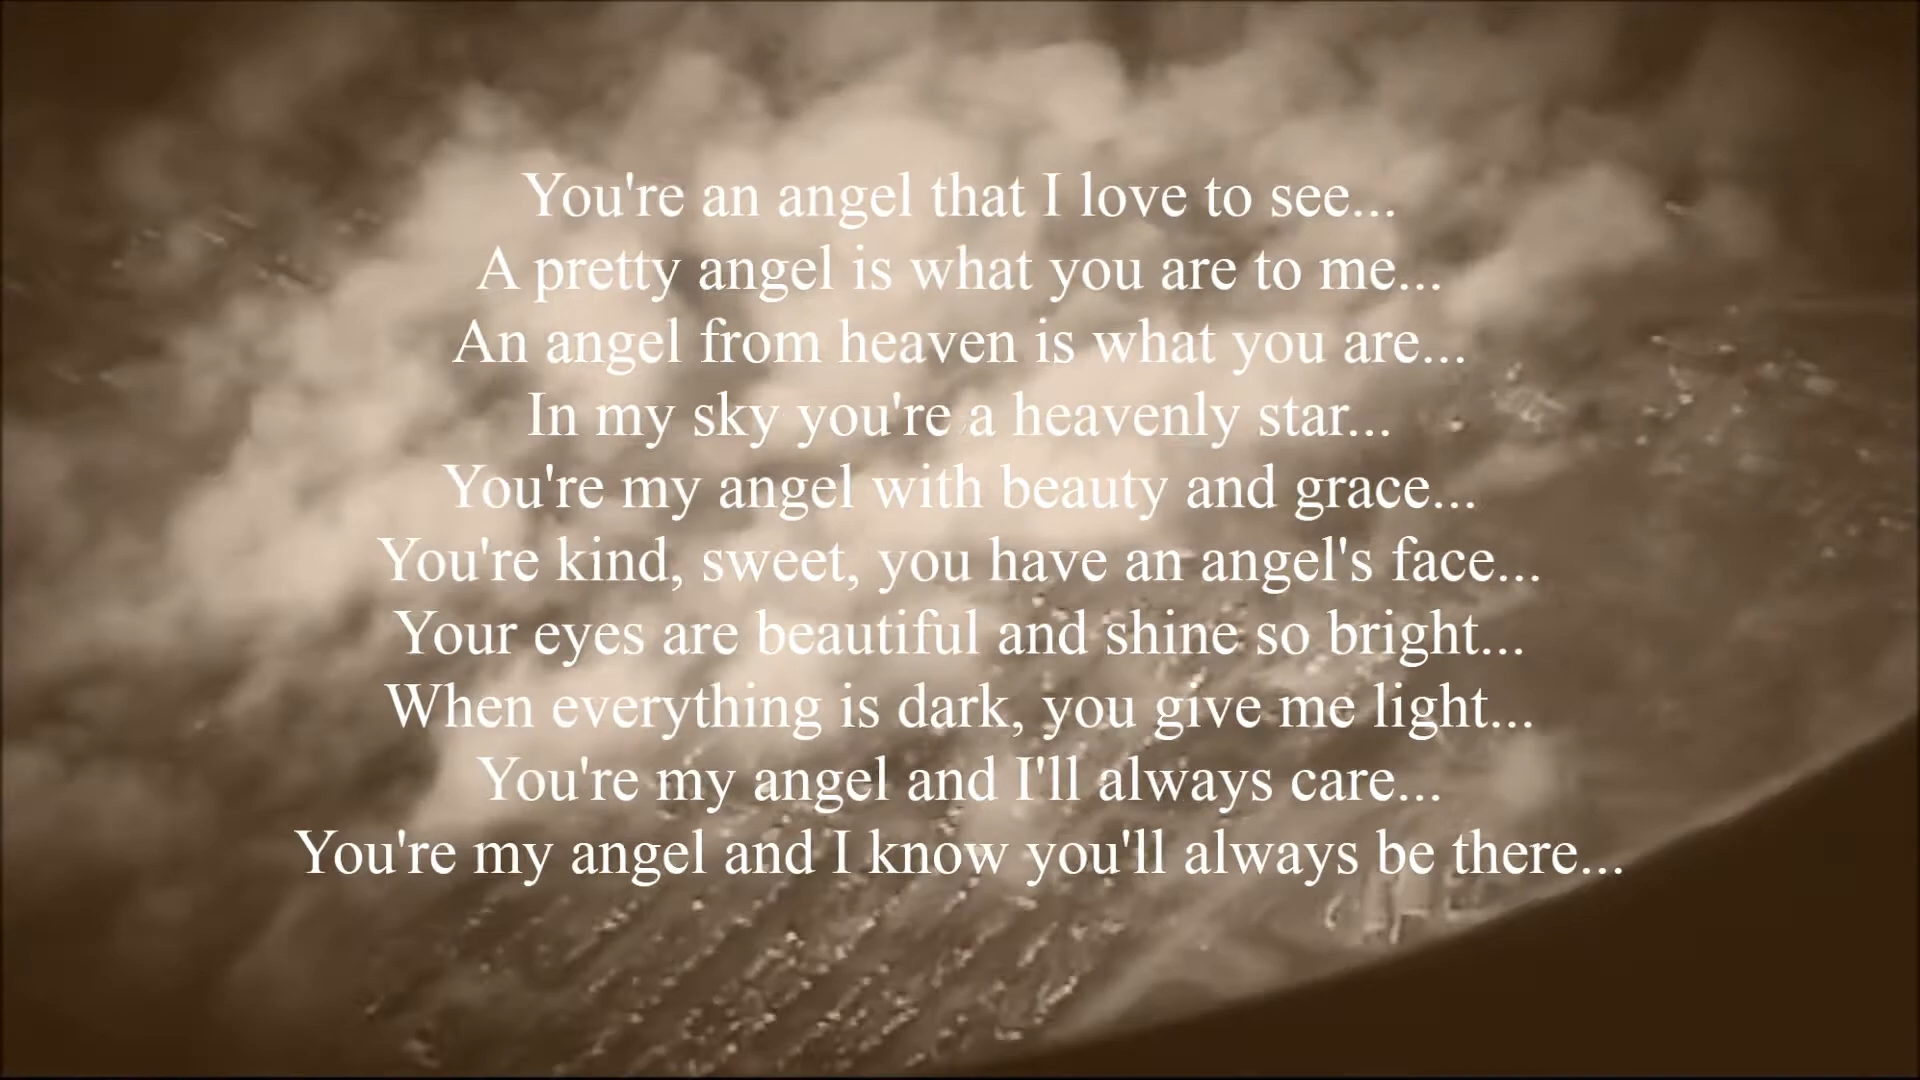 You're an angel that I love to see...
A pretty angel is what you are to me...
An angel from heaven is what you are...
In my sky you're a heavenly star...
You're my angel with beauty and grace...
You're kind, sweet, you have an angel's face...
Your eyes are beautiful and shine so bright...
When everything is dark, you give me light...
You're my angel and I'll always care...
You're my angel and I know you'll always be there...